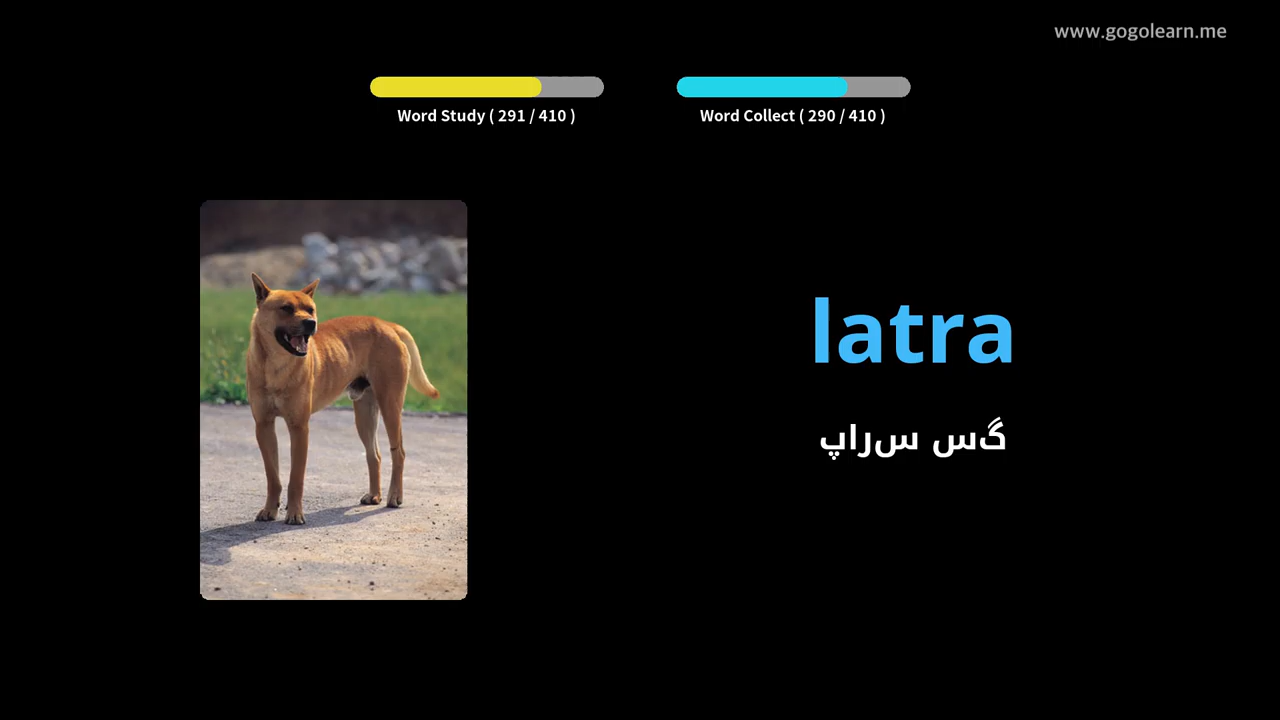 www.gogolearn.me
Word Study ( 291 / 410 )
Word Collect ( 290 / 410 )
latra
گس سراپ